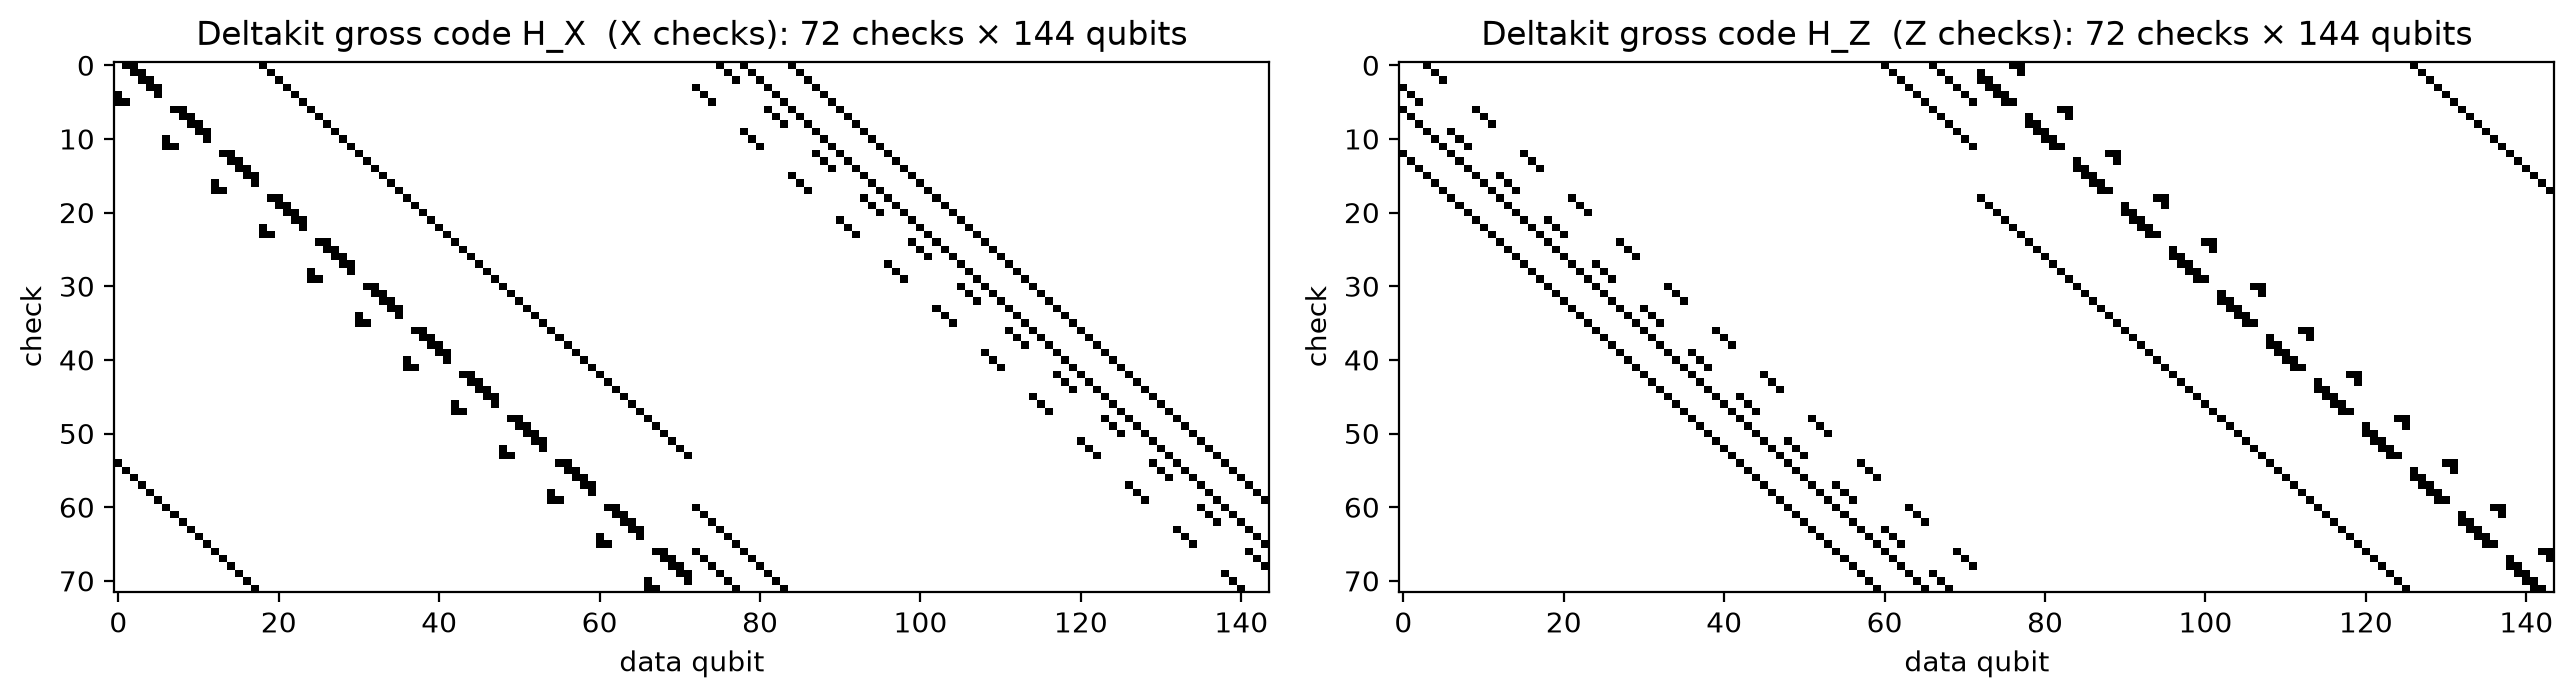 Deltakit gross code H_X  (X checks): 72 checks × 144 qubits
0
10
20
30
40
50
60
70
check
0 20 40 60 80 100 120 140
data qubit
Deltakit gross code H_Z  (Z checks): 72 checks × 144 qubits
0
10
20
30
40
50
60
70
check
0 20 40 60 80 100 120 140
data qubit